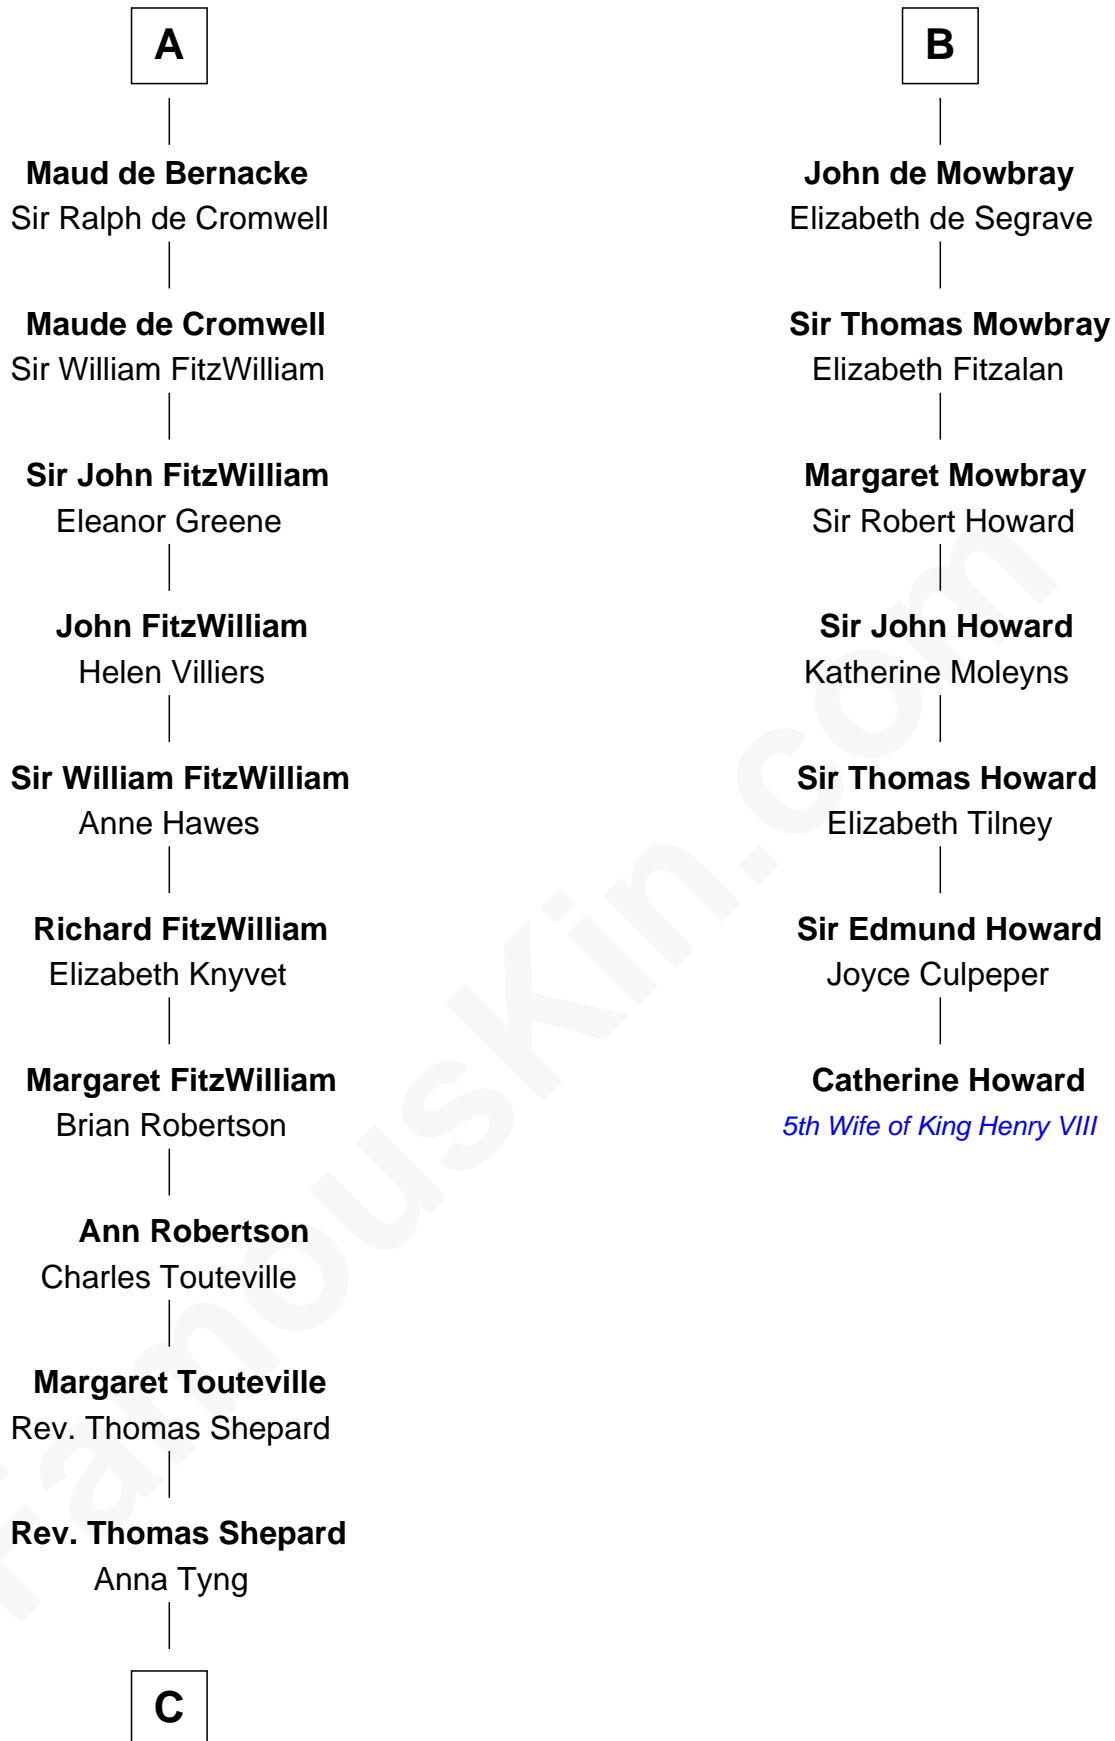 A
Maud de Bernacke
Sir Ralph de Cromwell
Maude de Cromwell
Sir William FitzWilliam
Sir John FitzWilliam
Eleanor Greene
John FitzWilliam
Helen Villiers
Sir William FitzWilliam
Anne Hawes
Richard FitzWilliam
Elizabeth Knyvet
Margaret FitzWilliam
Brian Robertson
Ann Robertson
Charles Touteville
Margaret Touteville
Rev. Thomas Shepard
Rev. Thomas Shepard
Anna Tyng
C
B
John de Mowbray
Elizabeth de Segrave
Sir Thomas Mowbray
Elizabeth Fitzalan
Margaret Mowbray
Sir Robert Howard
Sir John Howard
Katherine Moleyns
Sir Thomas Howard
Elizabeth Tilney
Sir Edmund Howard
Joyce Culpeper
Catherine Howard
5th Wife of King Henry VIII
FamousKin.com